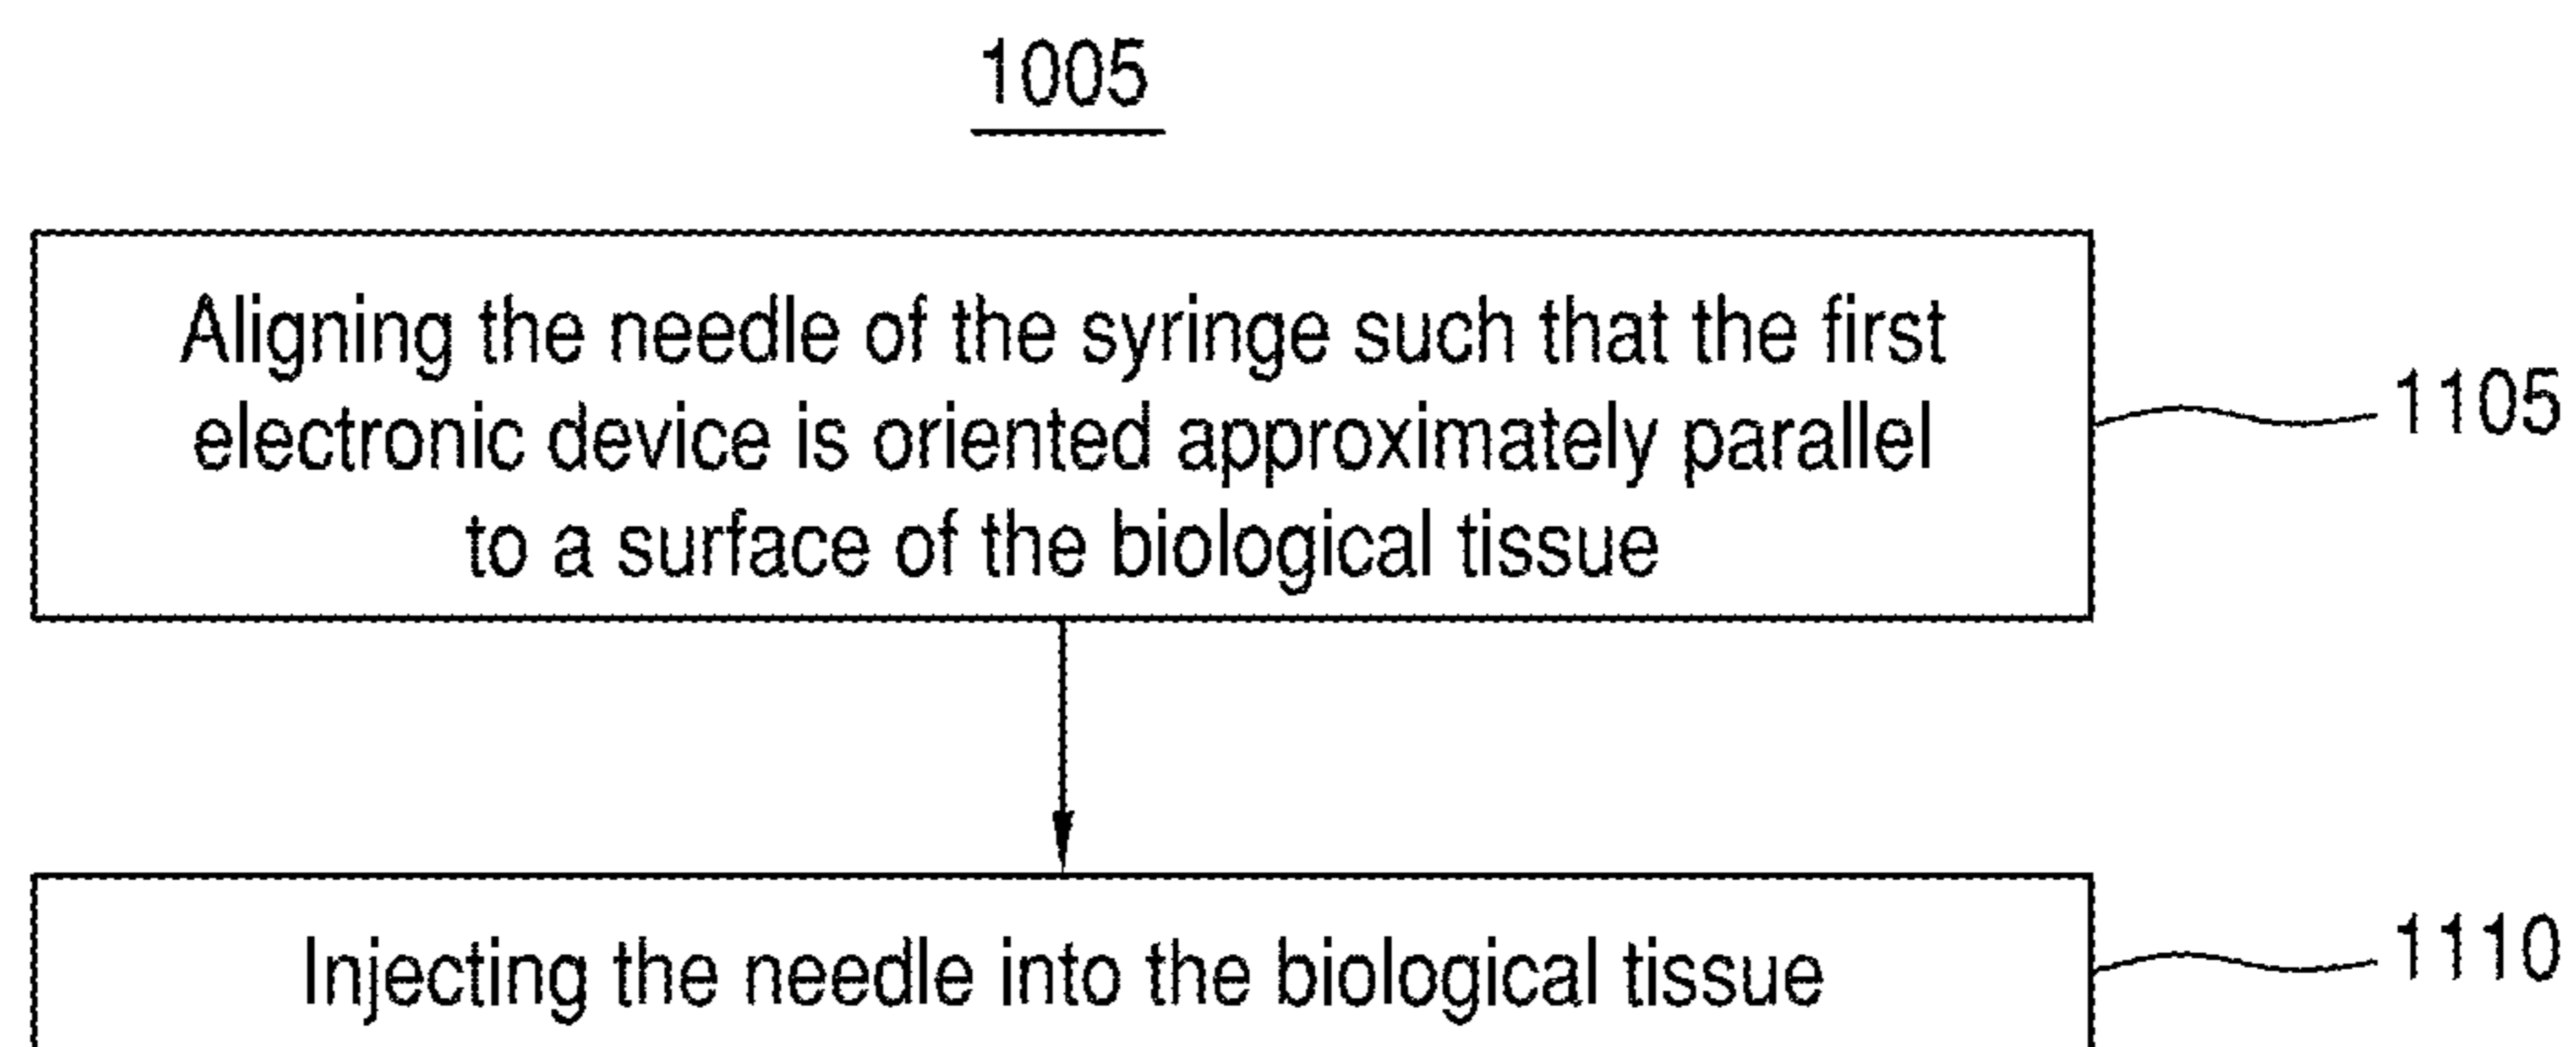 1005
Aligning the needle of the syringe such that the first
electronic device is oriented approximately parallel
to a surface of the biological tissue
1105
Injecting the needle into the biological tissue
1110